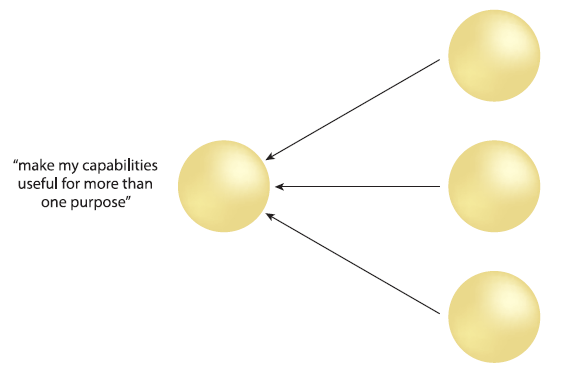 “make my capabilities
useful for more than
one purpose”